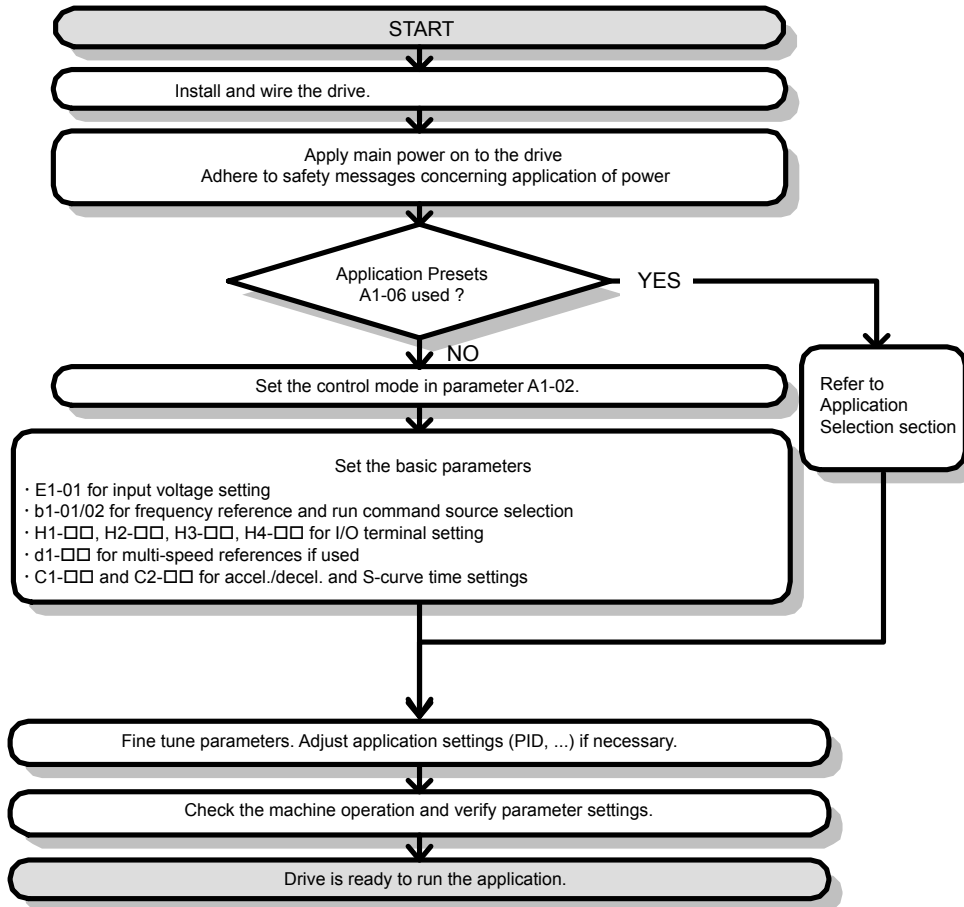 START
Install and wire the drive.
Apply main power on to the drive
Adhere to safety messages concerning application of power
Application Presets
A1-06 used ?
YES
NO
Set the control mode in parameter A1-02.
Refer to
Application
Selection section
Set the basic parameters
· E1-01 for input voltage setting
· b1-01/02 for frequency reference and run command source selection
· H1-□□, H2-□□, H3-□□, H4-□□ for I/O terminal setting
· d1-□□ for multi-speed references if used
· C1-□□ and C2-□□ for accel./decel. and S-curve time settings
Fine tune parameters. Adjust application settings (PID, ...) if necessary.
Check the machine operation and verify parameter settings.
Drive is ready to run the application.